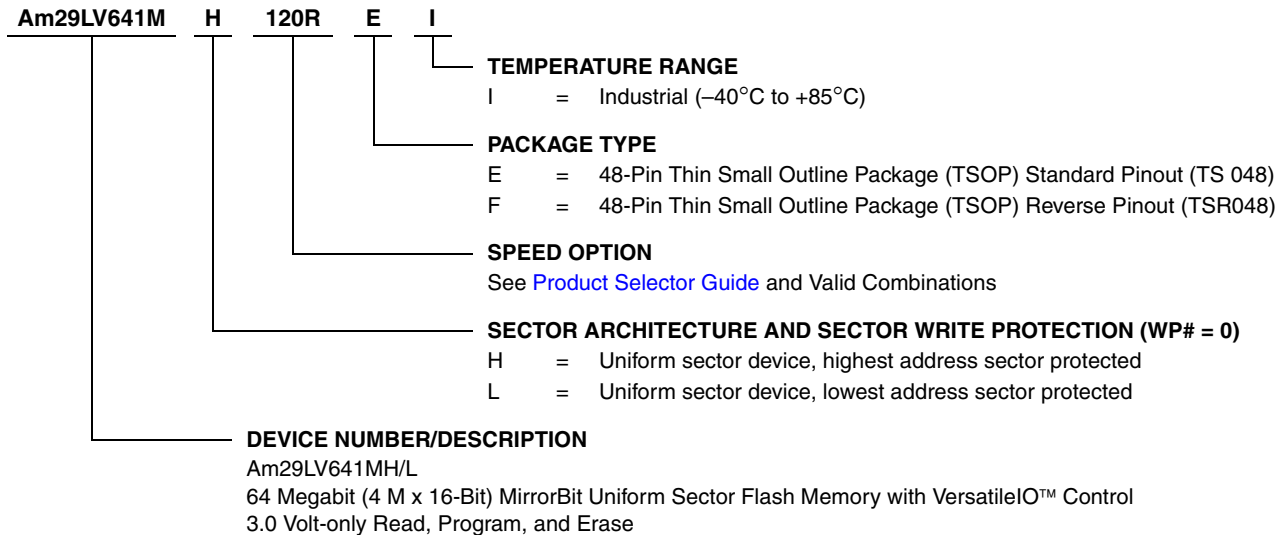 Am29LV641M H 120R E I
TEMPERATURE RANGE
I = Industrial (–40°C to +85°C)
PACKAGE TYPE
E = 48-Pin Thin Small Outline Package (TSOP) Standard Pinout (TS 048)
F = 48-Pin Thin Small Outline Package (TSOP) Reverse Pinout (TSR048)
SPEED OPTION
See Product Selector Guide and Valid Combinations
SECTOR ARCHITECTURE AND SECTOR WRITE PROTECTION (WP# = 0)
H = Uniform sector device, highest address sector protected
L = Uniform sector device, lowest address sector protected
DEVICE NUMBER/DESCRIPTION
Am29LV641MH/L
64 Megabit (4 M x 16-Bit) MirrorBit Uniform Sector Flash Memory with VersatileIO™ Control
3.0 Volt-only Read, Program, and Erase